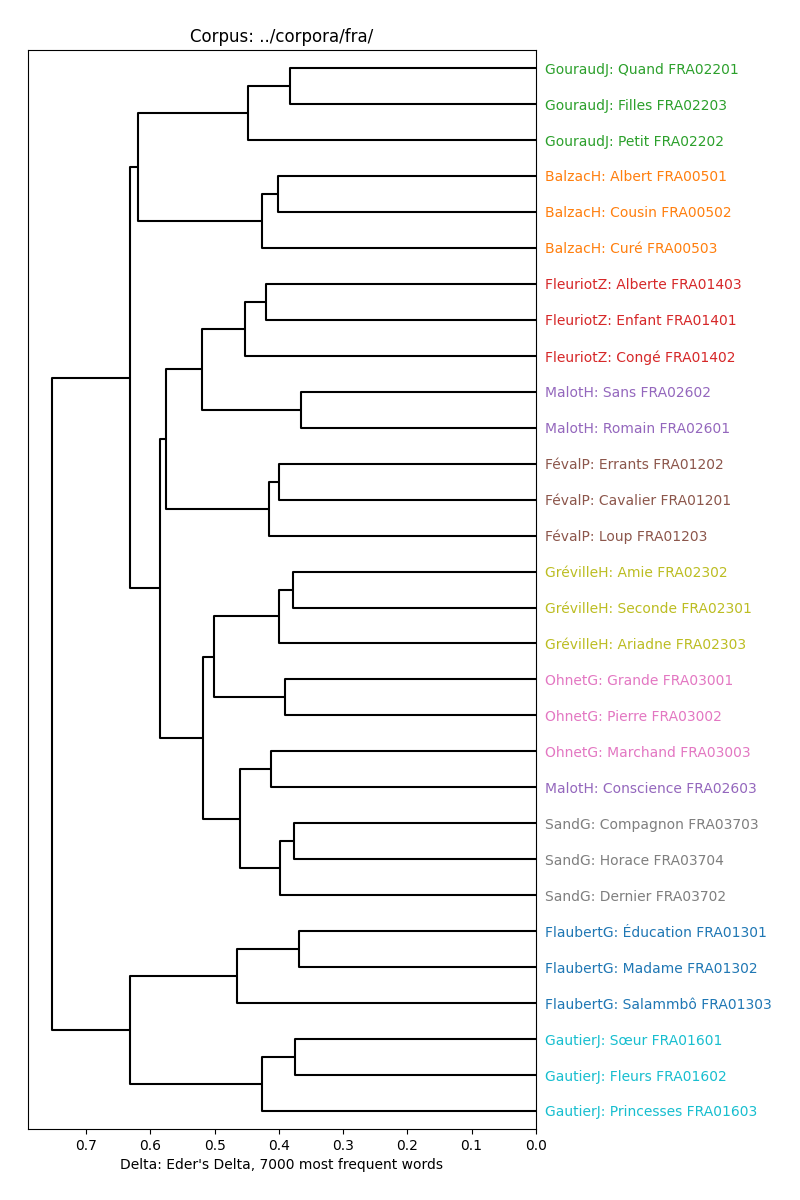 Corpus: ../corpora/fra/
GouraudJ: Quand FRA02201
GouraudJ: Filles FRA02203
GouraudJ: Petit FRA02202
BalzacH: Albert FRA00501
BalzacH: Cousin FRA00502
BalzacH: Curé FRA00503
FleuriotZ: Alberte FRA01403
FleuriotZ: Enfant FRA01401
FleuriotZ: Congé FRA01402
MalotH: Sans FRA02602
MalotH: Romain FRA02601
FévalP: Errants FRA01202
FévalP: Cavalier FRA01201
FévalP: Loup FRA01203
GrévilleH: Amie FRA02302
GrévilleH: Seconde FRA02301
GrévilleH: Ariadne FRA02303
OhnetG: Grande FRA03001
OhnetG: Pierre FRA03002
OhnetG: Marchand FRA03003
MalotH: Conscience FRA02603
SandG: Compagnon FRA03703
SandG: Horace FRA03704
SandG: Dernier FRA03702
FlaubertG: Éducation FRA01301
FlaubertG: Madame FRA01302
FlaubertG: Salammbô FRA01303
GautierJ: Sœur FRA01601
GautierJ: Fleurs FRA01602
GautierJ: Princesses FRA01603
0.7 0.6 0.5 0.4 0.3 0.2 0.1 0.0
Delta: Eder's Delta, 7000 most frequent words